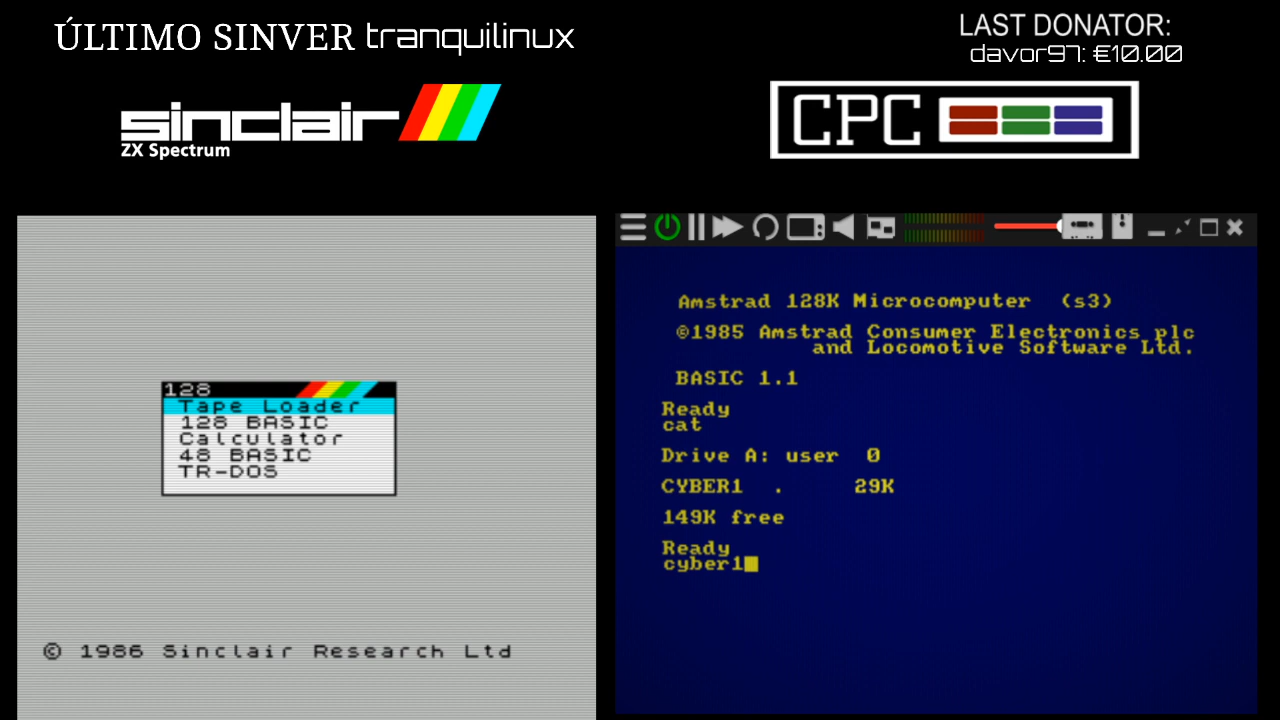 ÚLTIMO SINVER tranquilinux
LAST DONATOR:
davor97: €10.00
sinclair
ZX Spectrum
CPC
128
Tape Loader
128 BASIC
Calculator
48 BASIC
TR-DOS
© 1986 Sinclair Research Ltd
Amstrad 128K Microcomputer (s3)
©1985 Amstrad Consumer Electronics plc
and Locomotive Software Ltd.
BASIC 1.1
Ready
cat
Drive A: user 0
CYBER1 . 29K
149K free
Ready
cyber1